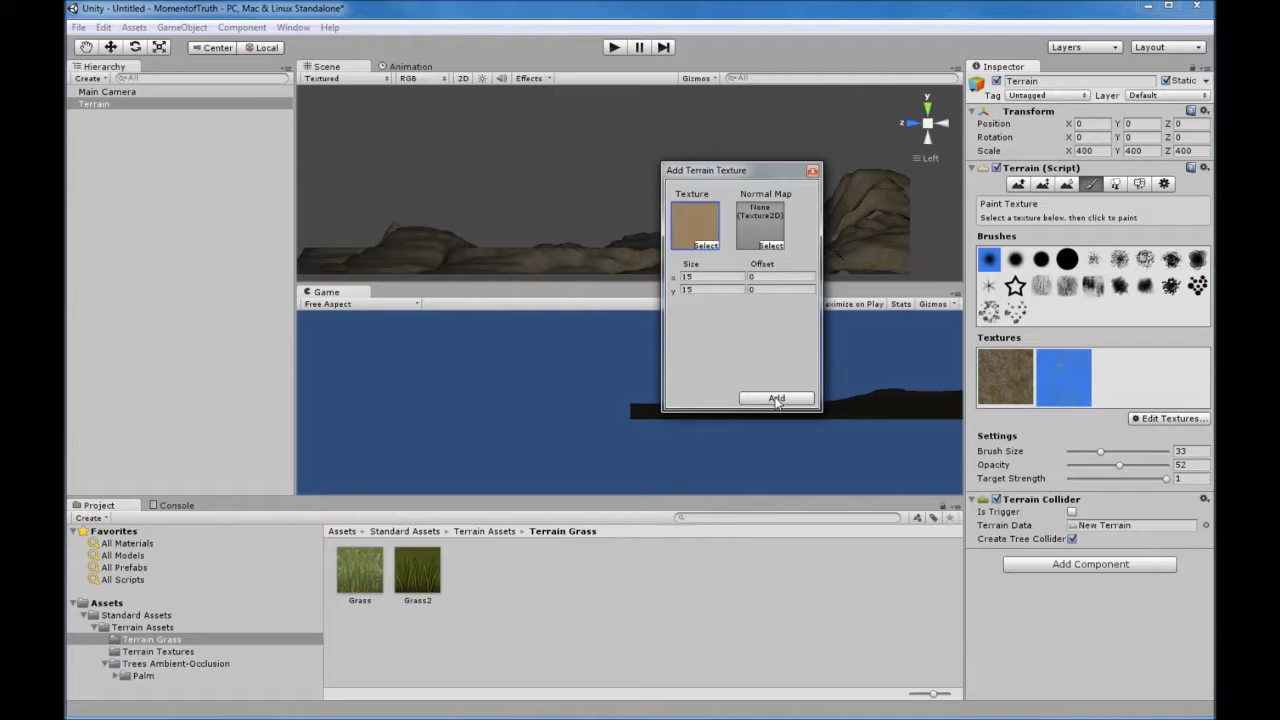 Unity - Untitled - MomentofTruth - PC, Mac & Linux Standalone*
File Edit Assets GameObject Component Window Help
Center Local Layers Layout
Hierarchy
Create All
Main Camera
Terrain
Scene Animation
Textured RGB 2D Effects Gizmos All
y
z
Left
Game
Free Aspect aximize on Play Stats Gizmos
Add Terrain Texture
Texture Normal Map
None
(Texture2D)
Select Select
Size Offset
x 15 0
y 15 0
Add
Inspector
Terrain Static
Tag Untagged Layer Default
Transform
Position X 0 Y 0 Z 0
Rotation X 0 Y 0 Z 0
Scale X 400 Y 400 Z 400
Terrain (Script)
Paint Texture
Select a texture below, then click to paint
Brushes
Textures
Edit Textures...
Settings
Brush Size 33
Opacity 52
Target Strength 1
Terrain Collider
Is Trigger
Terrain Data New Terrain
Create Tree Collider
Add Component
Project Console
Create
Favorites
All Materials
All Models
All Prefabs
All Scripts
Assets
Standard Assets
Terrain Assets
Terrain Grass
Terrain Textures
Trees Ambient-Occlusion
Palm
Assets Standard Assets Terrain Assets Terrain Grass
Grass Grass2